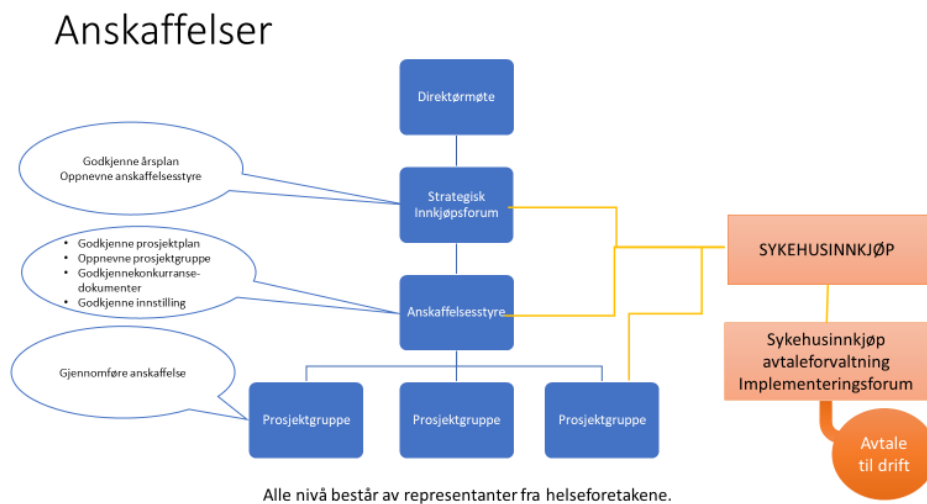 Anskaffelser
Direktørmøte
Godkjenne årsplan
Oppnevne anskaffelsesstyre
Strategisk
Innkjøpsforum
• Godkjenne prosjektplan
• Oppnevne prosjektgruppe
• Godkjennekonkurranse-
dokumenter
• Godkjenne innstilling
Anskaffelsesstyre
SYKEHUSINNKJØP
Sykehusinnkjøp
avtaleforvaltning
Implementeringsforum
Gjennomføre anskaffelse
Prosjektgruppe
Prosjektgruppe
Prosjektgruppe
Avtale
til drift
Alle nivå består av representanter fra helseforetakene.